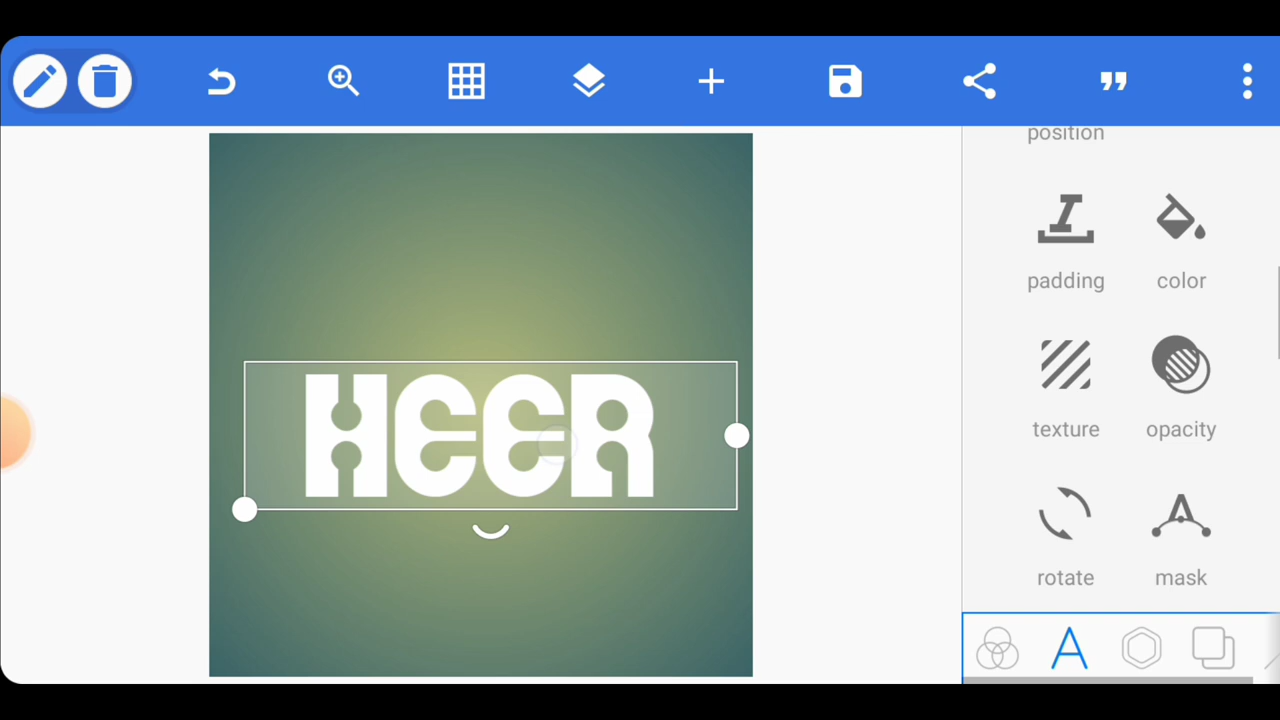 position
padding color
HEER
texture opacity
rotate mask